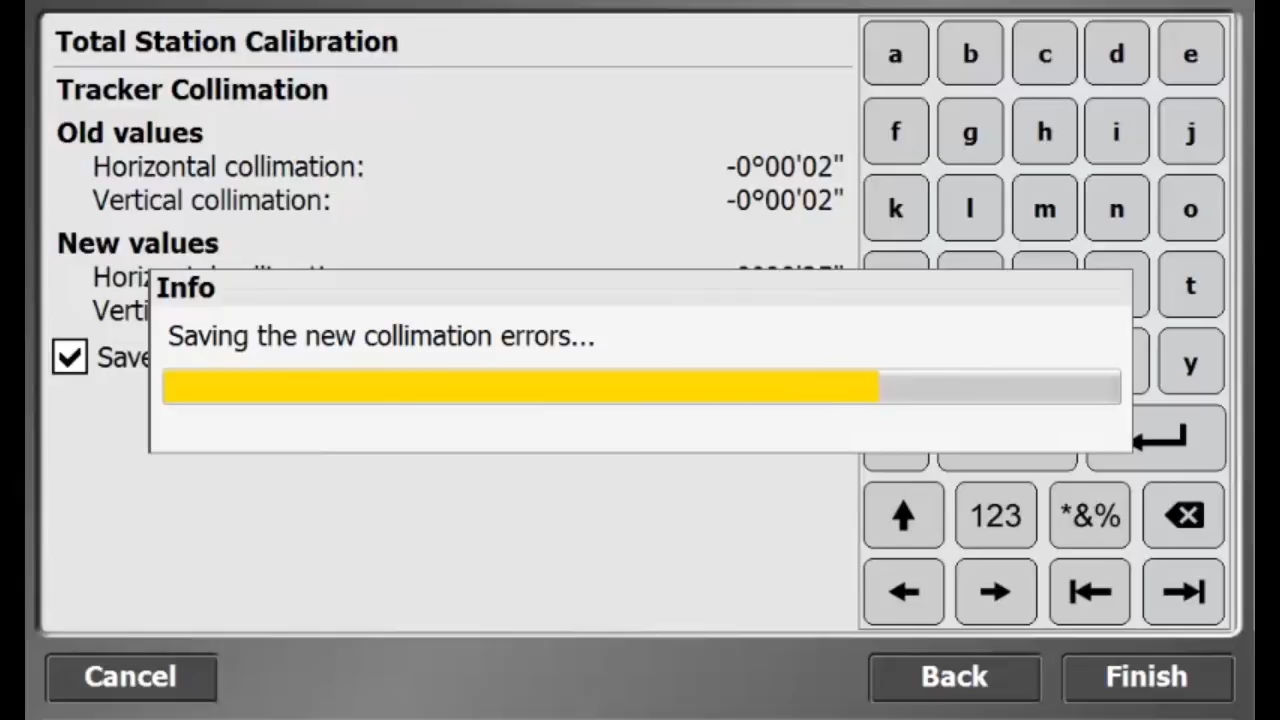 Total Station Calibration
Tracker Collimation
Old values
Horizontal collimation: -0°00'02"
Vertical collimation: -0°00'02"
New values
Info
Saving the new collimation errors...
Save
a b c d e
f g h i j
k l m n o
t
y
123 *&%
Cancel Back Finish